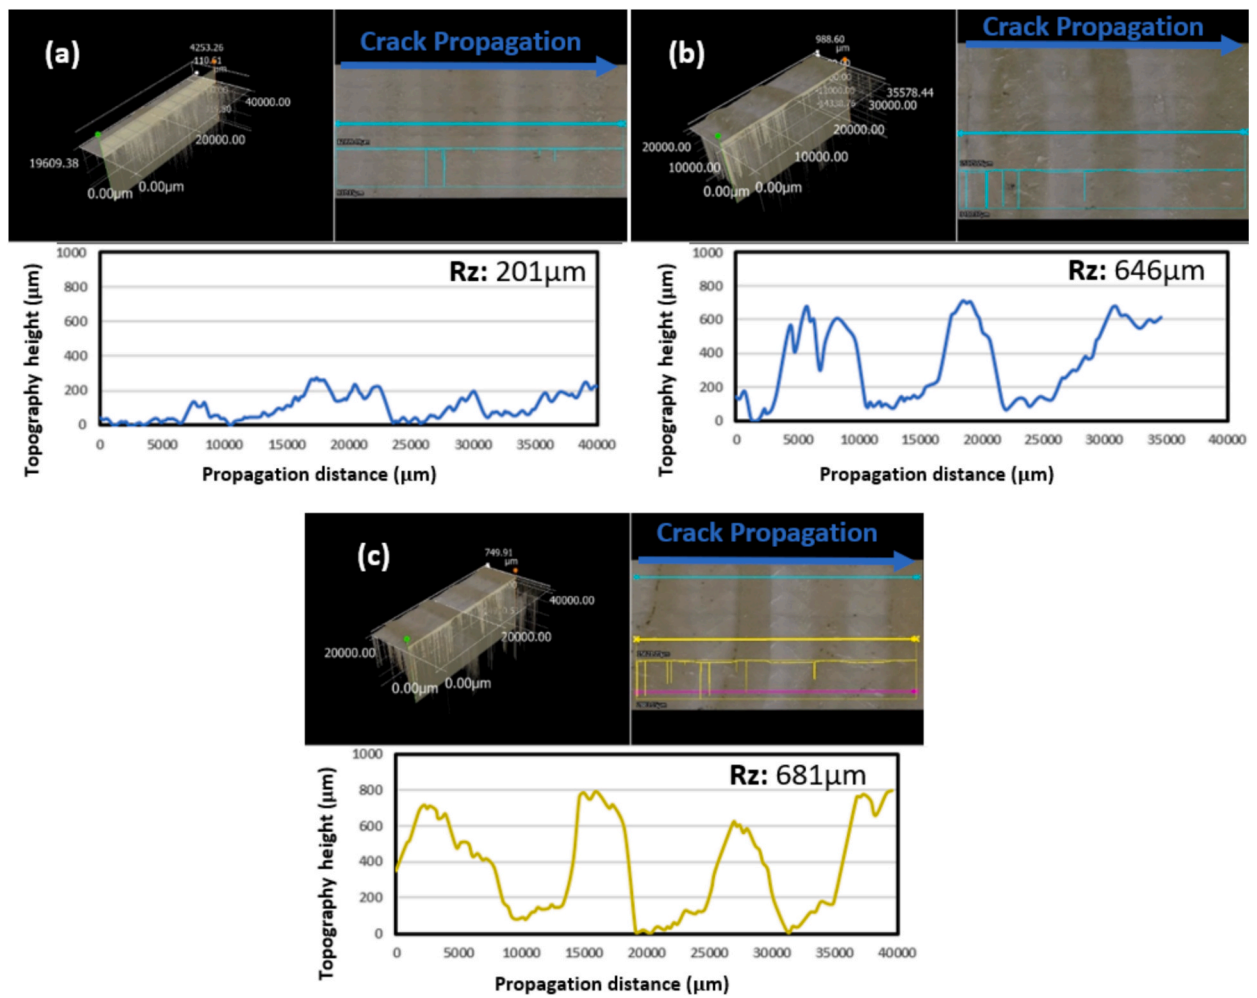 (a)
4253.26
110.61
µm
40000.00
20000.00
19609.38
0.00µm
0.00µm
Crack Propagation
(b)
988.60
µm
35578.44
30000.00
20000.00
20000.00
10000.00
10000.00
0.00µm
0.00µm
Crack Propagation
1000
800
600
400
200
0
Topography height (µm)
Rz: 201µm
0 5000 10000 15000 20000 25000 30000 35000 40000
Propagation distance (µm)
1000
800
600
400
200
0
Topography height (µm)
Rz: 646µm
0 5000 10000 15000 20000 25000 30000 35000 40000
Propagation distance (µm)
(c)
749.91
µm
40000.00
20000.00
20000.00
0.00µm
0.00µm
Crack Propagation
1000
800
600
400
200
0
Topography height (µm)
Rz: 681µm
0 5000 10000 15000 20000 25000 30000 35000 40000
Propagation distance (µm)